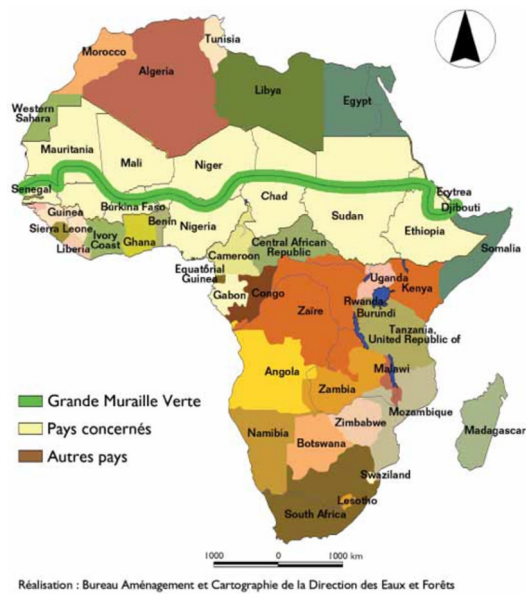 Morocco
Tunisia
Algeria
Libya
Egypt
Western
Sahara
Mauritania
Mali
Niger
Chad
Sudan
Erytrea
Djibouti
Senegal
Burkina Faso
Guinea
Benin
Nigeria
Ethiopia
Sierra Leone
Ivory
Coast
Ghana
Liberia
Somalia
Cameroon
Central African
Republic
Equatorial
Guinea
Uganda
Kenya
Gabon
Congo
Rwanda
Burundi
Zaïre
Tanzania,
United Republic of
Angola
Malawi
Zambia
Mozambique
Zimbabwe
Madagascar
Namibia
Botswana
Swaziland
Lesotho
South Africa
Grande Muraille Verte
Pays concernés
Autres pays
1000 0 1000 km
Réalisation : Bureau Aménagement et Cartographie de la Direction des Eaux et Forêts